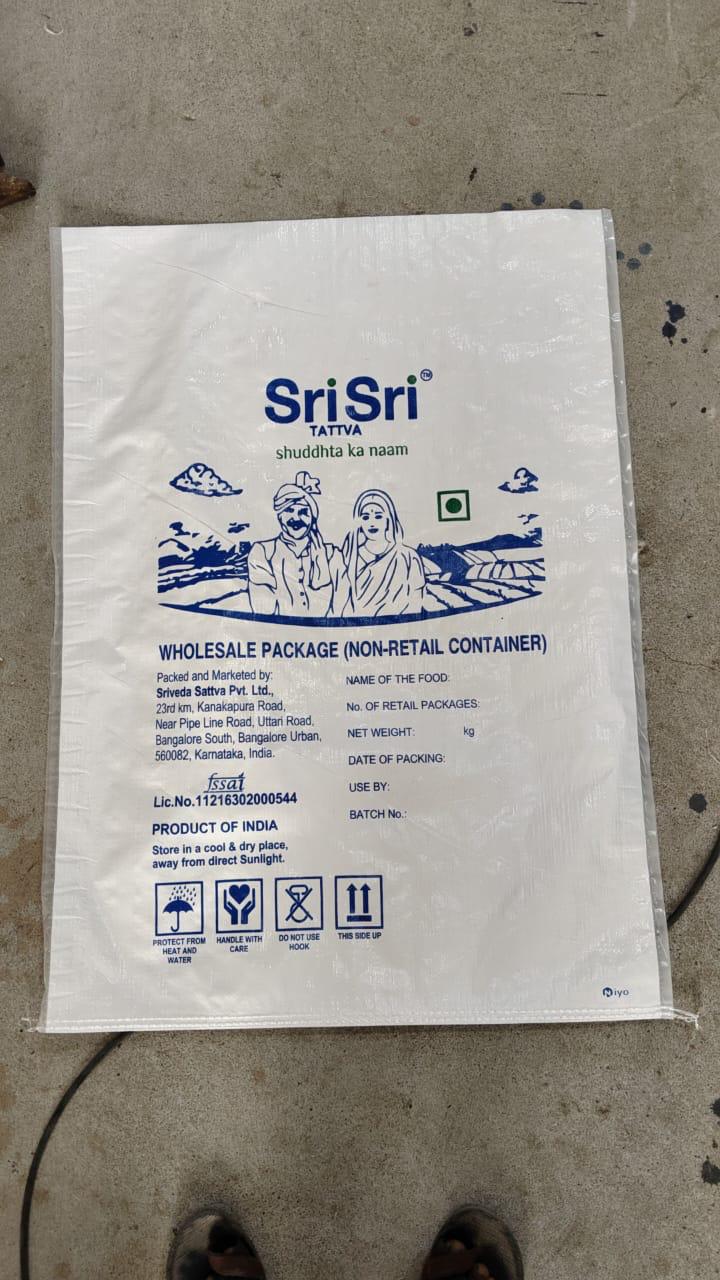 Sri Sri TM
TATTVA
shuddhta ka naam
WHOLESALE PACKAGE (NON-RETAIL CONTAINER)
Packed and Marketed by:
Sriveda Sattva Pvt. Ltd.,
23rd km, Kanakapura Road,
Near Pipe Line Road, Uttari Road,
Bangalore South, Bangalore Urban,
560082, Karnataka, India.
fssai
Lic.No.11216302000544
PRODUCT OF INDIA
Store in a cool & dry place,
away from direct Sunlight.
NAME OF THE FOOD:
No. OF RETAIL PACKAGES:
NET WEIGHT: kg
DATE OF PACKING:
USE BY:
BATCH No.:
PROTECT FROM
HEAT AND
WATER
HANDLE WITH
CARE
DO NOT USE
HOOK
THIS SIDE UP
Niyo